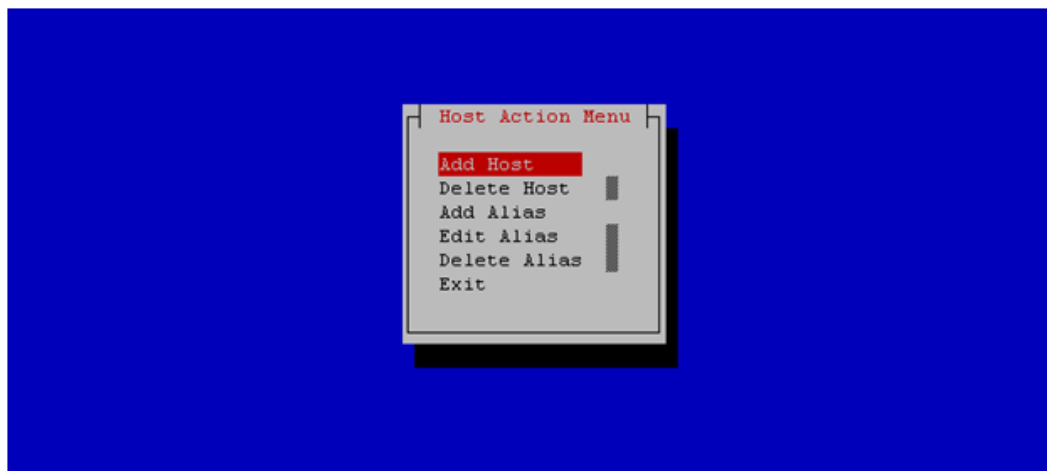 Host Action Menu
Add Host
Delete Host
Add Alias
Edit Alias
Delete Alias
Exit